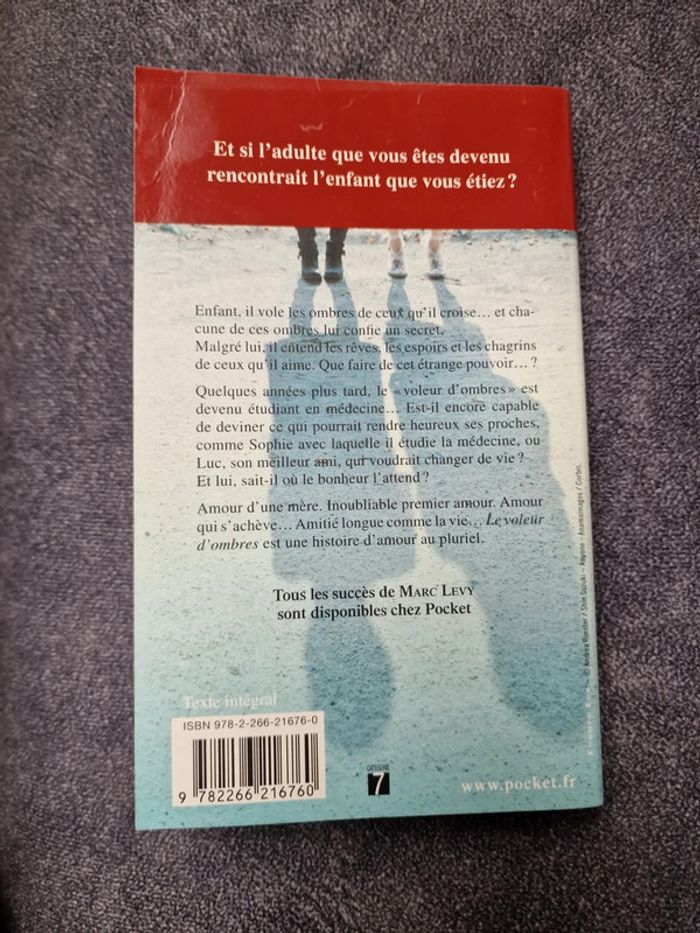 Et si l'adulte que vous êtes devenu
rencontrait l'enfant que vous étiez ?
Enfant, il vole les ombres de ceux qu'il croise… et cha-
cune de ces ombres lui confie un secret.
Malgré lui, il entend les rêves, les espoirs et les chagrins
de ceux qu'il aime. Que faire de cet étrange pouvoir… ?
Quelques années plus tard, le « voleur d'ombres » est
devenu étudiant en médecine… Est-il encore capable
de deviner ce qui pourrait rendre heureux ses proches,
comme Sophie avec laquelle il étudie la médecine, ou
Luc, son meilleur ami, qui voudrait changer de vie ?
Et lui, sait-il où le bonheur l'attend ?
Amour d'une mère. Inoubliable premier amour. Amour
qui s'achève… Amitié longue comme la vie… Le voleur
d'ombres est une histoire d'amour au pluriel.
Tous les succès de MARC LEVY
sont disponibles chez Pocket
Texte intégral
ISBN 978-2-266-21676-0
9 782266 216760
CATÉGORIE
7
www.pocket.fr
© Andrea Ruester / Shin Suzuki - Anyone - Anamaimages / Corbis.